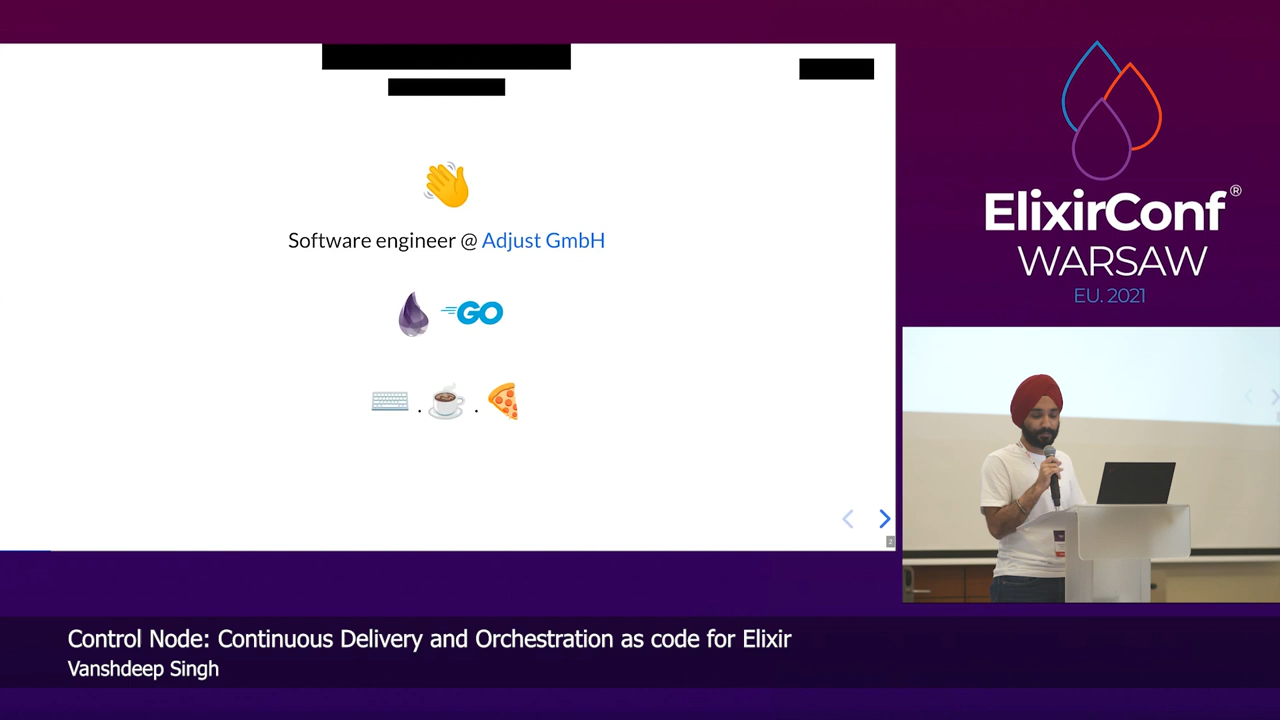 Software engineer @ Adjust GmbH
GO
2
ElixirConf®
WARSAW
EU. 2021
Control Node: Continuous Delivery and Orchestration as code for Elixir
Vanshdeep Singh